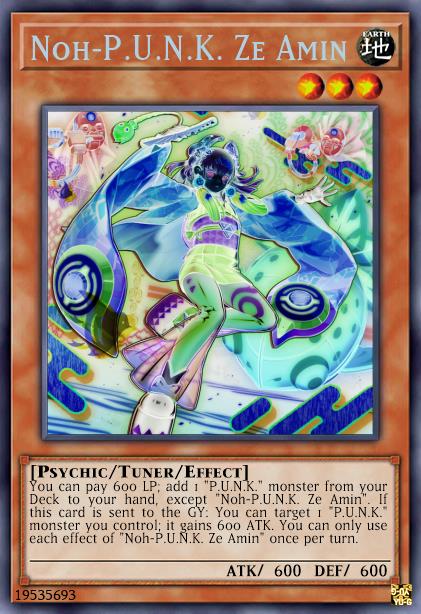 NOH-P.U.N.K. ZE AMIN
EARTH
地
[PSYCHIC/TUNER/EFFECT]
You can pay 600 LP; add 1 "P.U.N.K." monster from your
Deck to your hand, except "Noh-P.U.N.K. Ze Amin". If
this card is sent to the GY: You can target 1 "P.U.N.K."
monster you control; it gains 600 ATK. You can only use
each effect of "Noh-P.U.N.K. Ze Amin" once per turn.
ATK/ 600 DEF/ 600
19535693